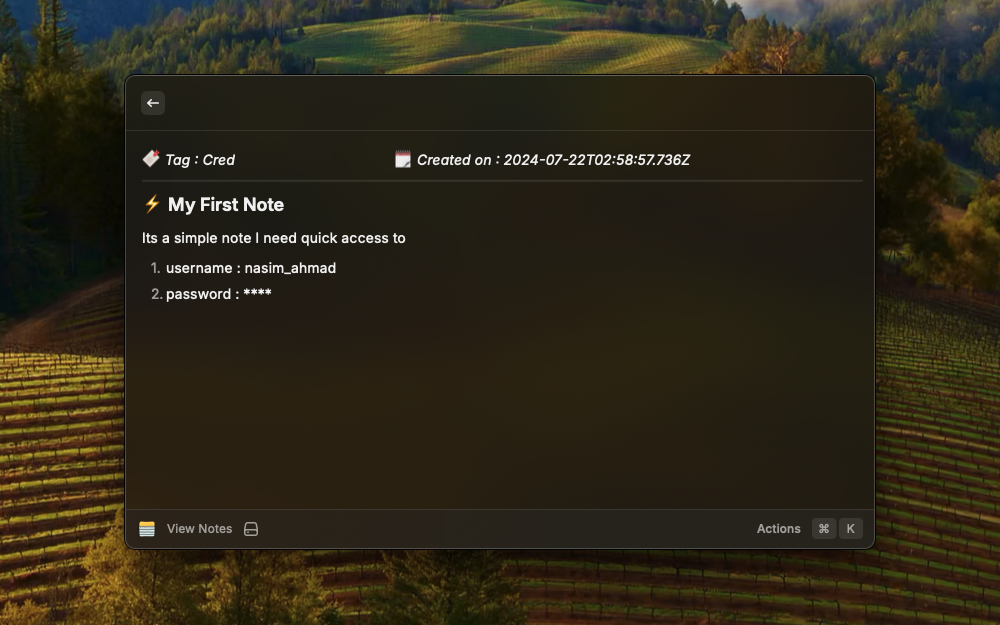 Tag : Cred
Created on : 2024-07-22T02:58:57.736Z
⚡ My First Note
Its a simple note I need quick access to
1. username : nasim_ahmad
2. password : ****
View Notes
Actions ⌘ K